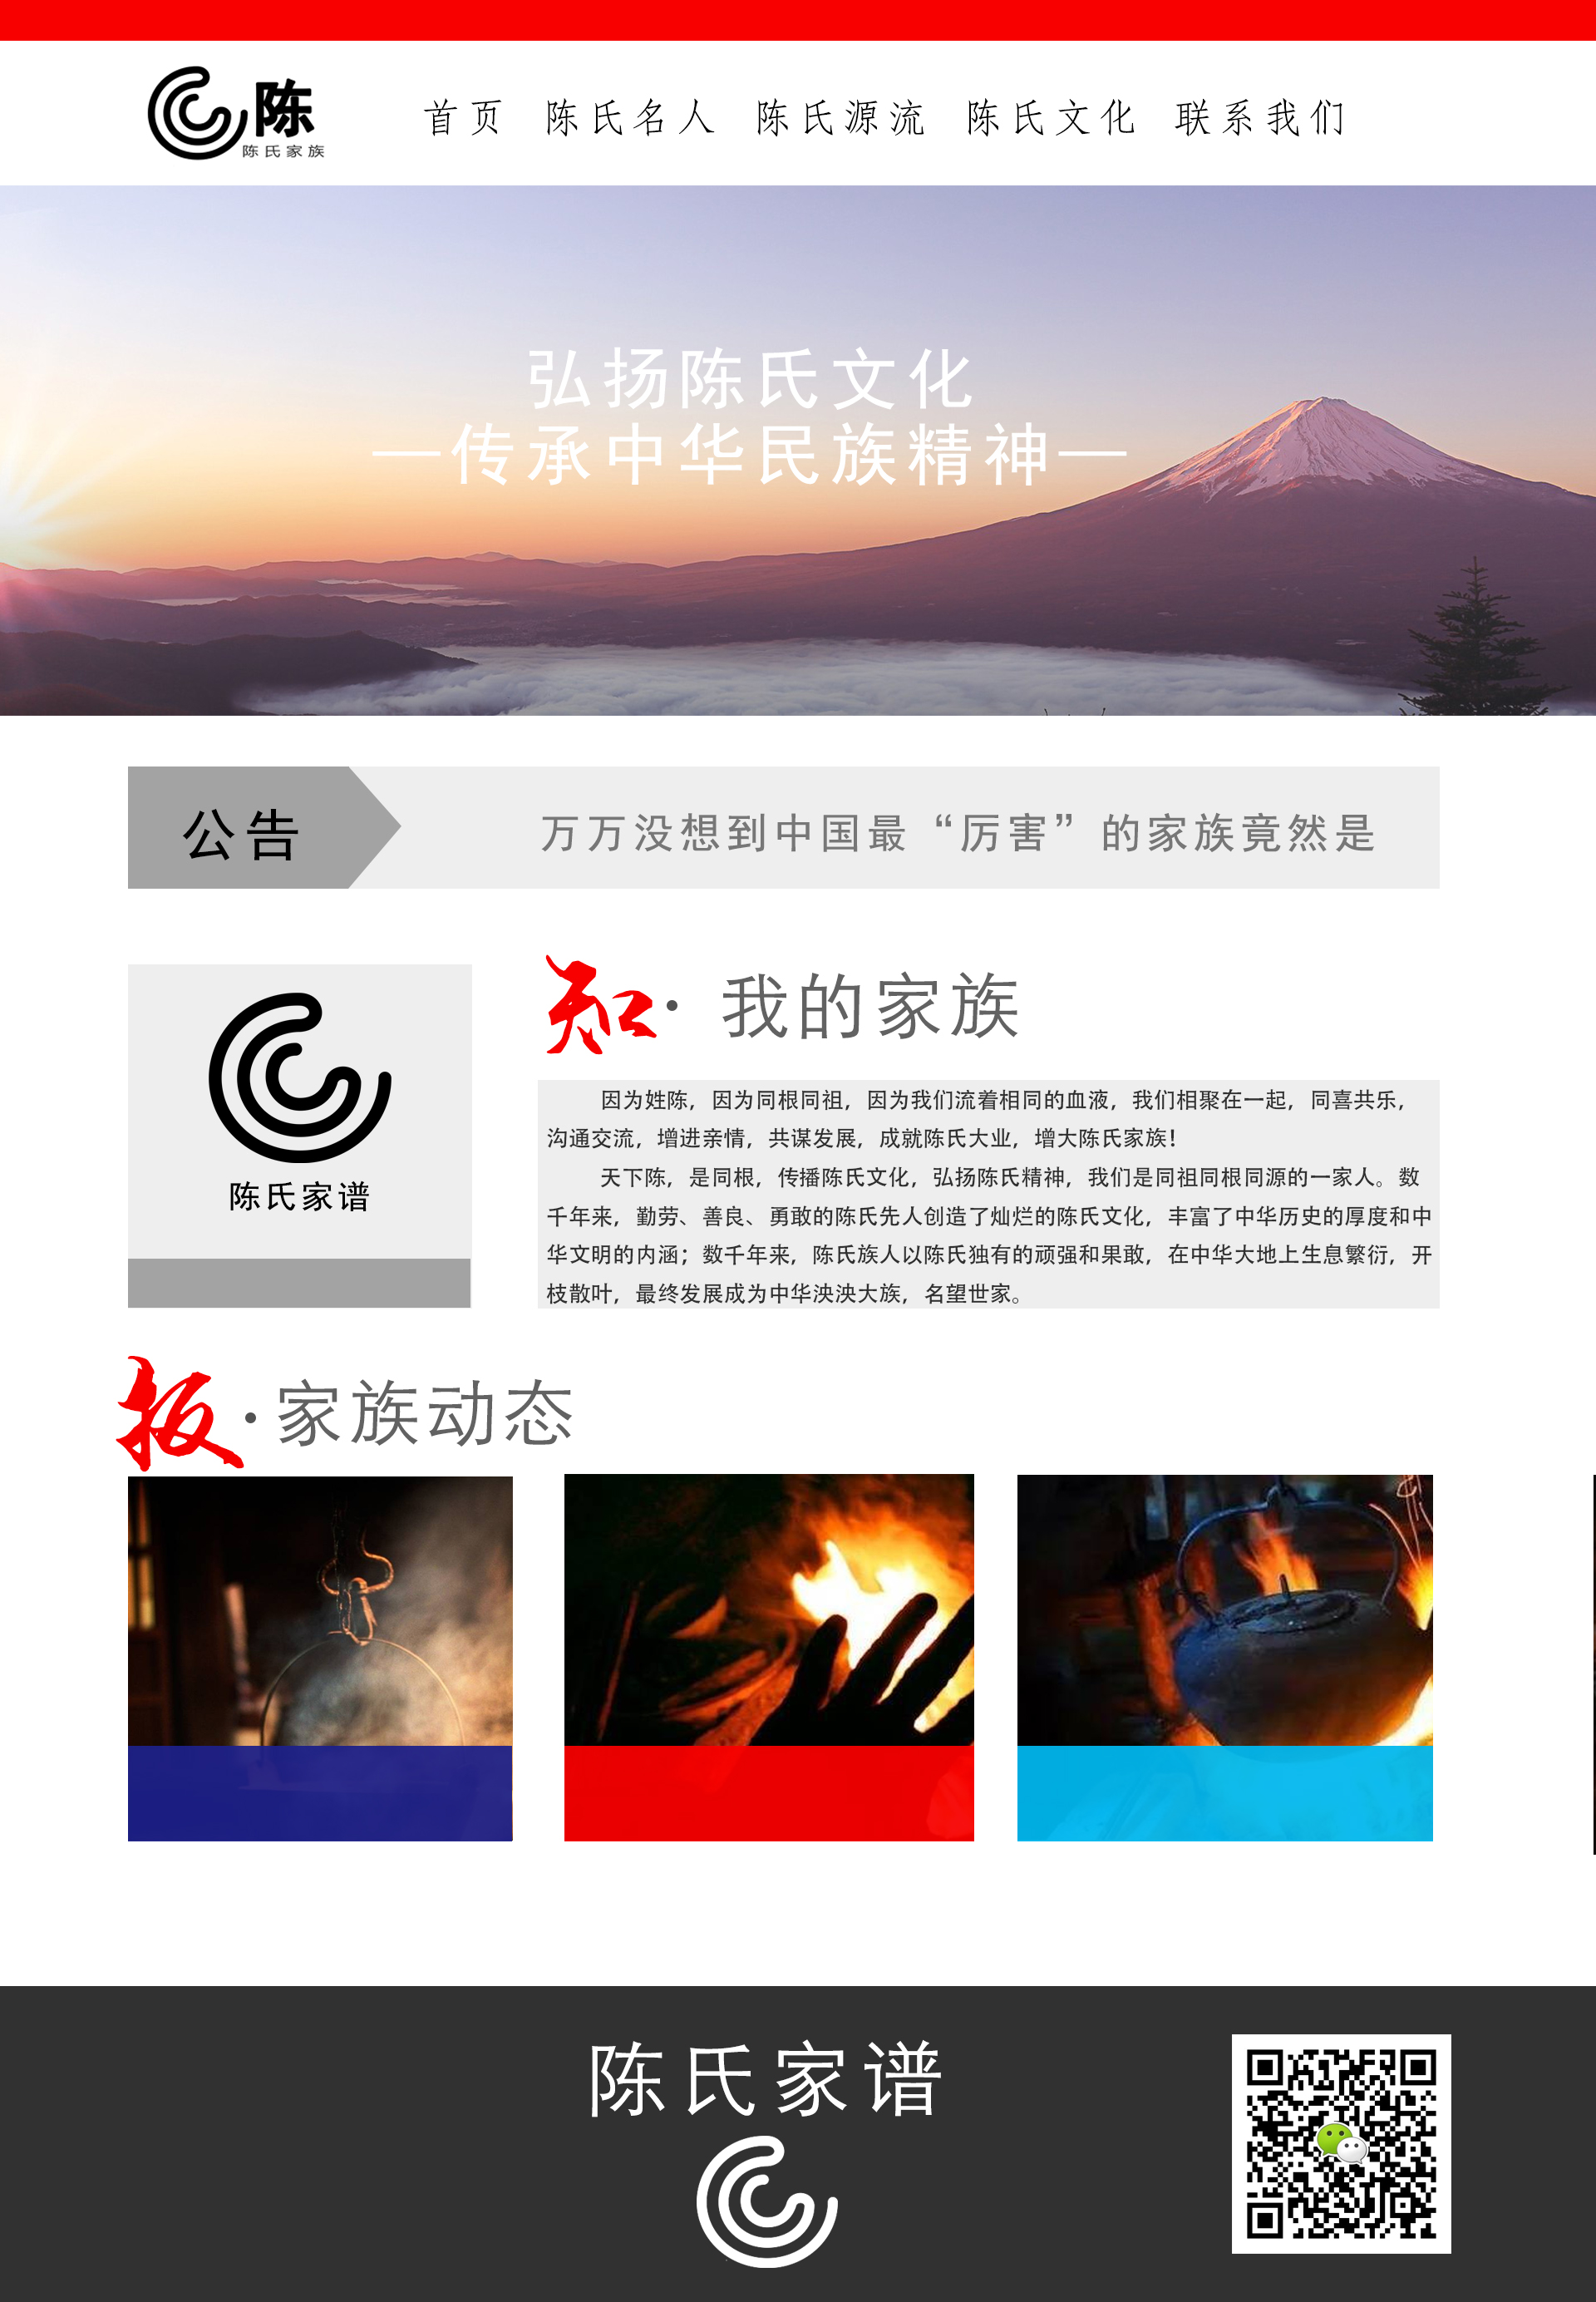 陈
陈氏家族
首页 陈氏名人 陈氏源流 陈氏文化 联系我们
弘扬陈氏文化
—传承中华民族精神—
公告
万万没想到中国最“厉害”的家族竟然是
知· 我的家族
陈氏家谱
因为姓陈，因为同根同祖，因为我们流着相同的血液，我们相聚在一起，同喜共乐，
沟通交流，增进亲情，共谋发展，成就陈氏大业，增大陈氏家族！
天下陈，是同根，传播陈氏文化，弘扬陈氏精神，我们是同祖同根同源的一家人。数
千年来，勤劳、善良、勇敢的陈氏先人创造了灿烂的陈氏文化，丰富了中华历史的厚度和中
华文明的内涵；数千年来，陈氏族人以陈氏独有的顽强和果敢，在中华大地上生息繁衍，开
枝散叶，最终发展成为中华泱泱大族，名望世家。
报·家族动态
陈氏家谱